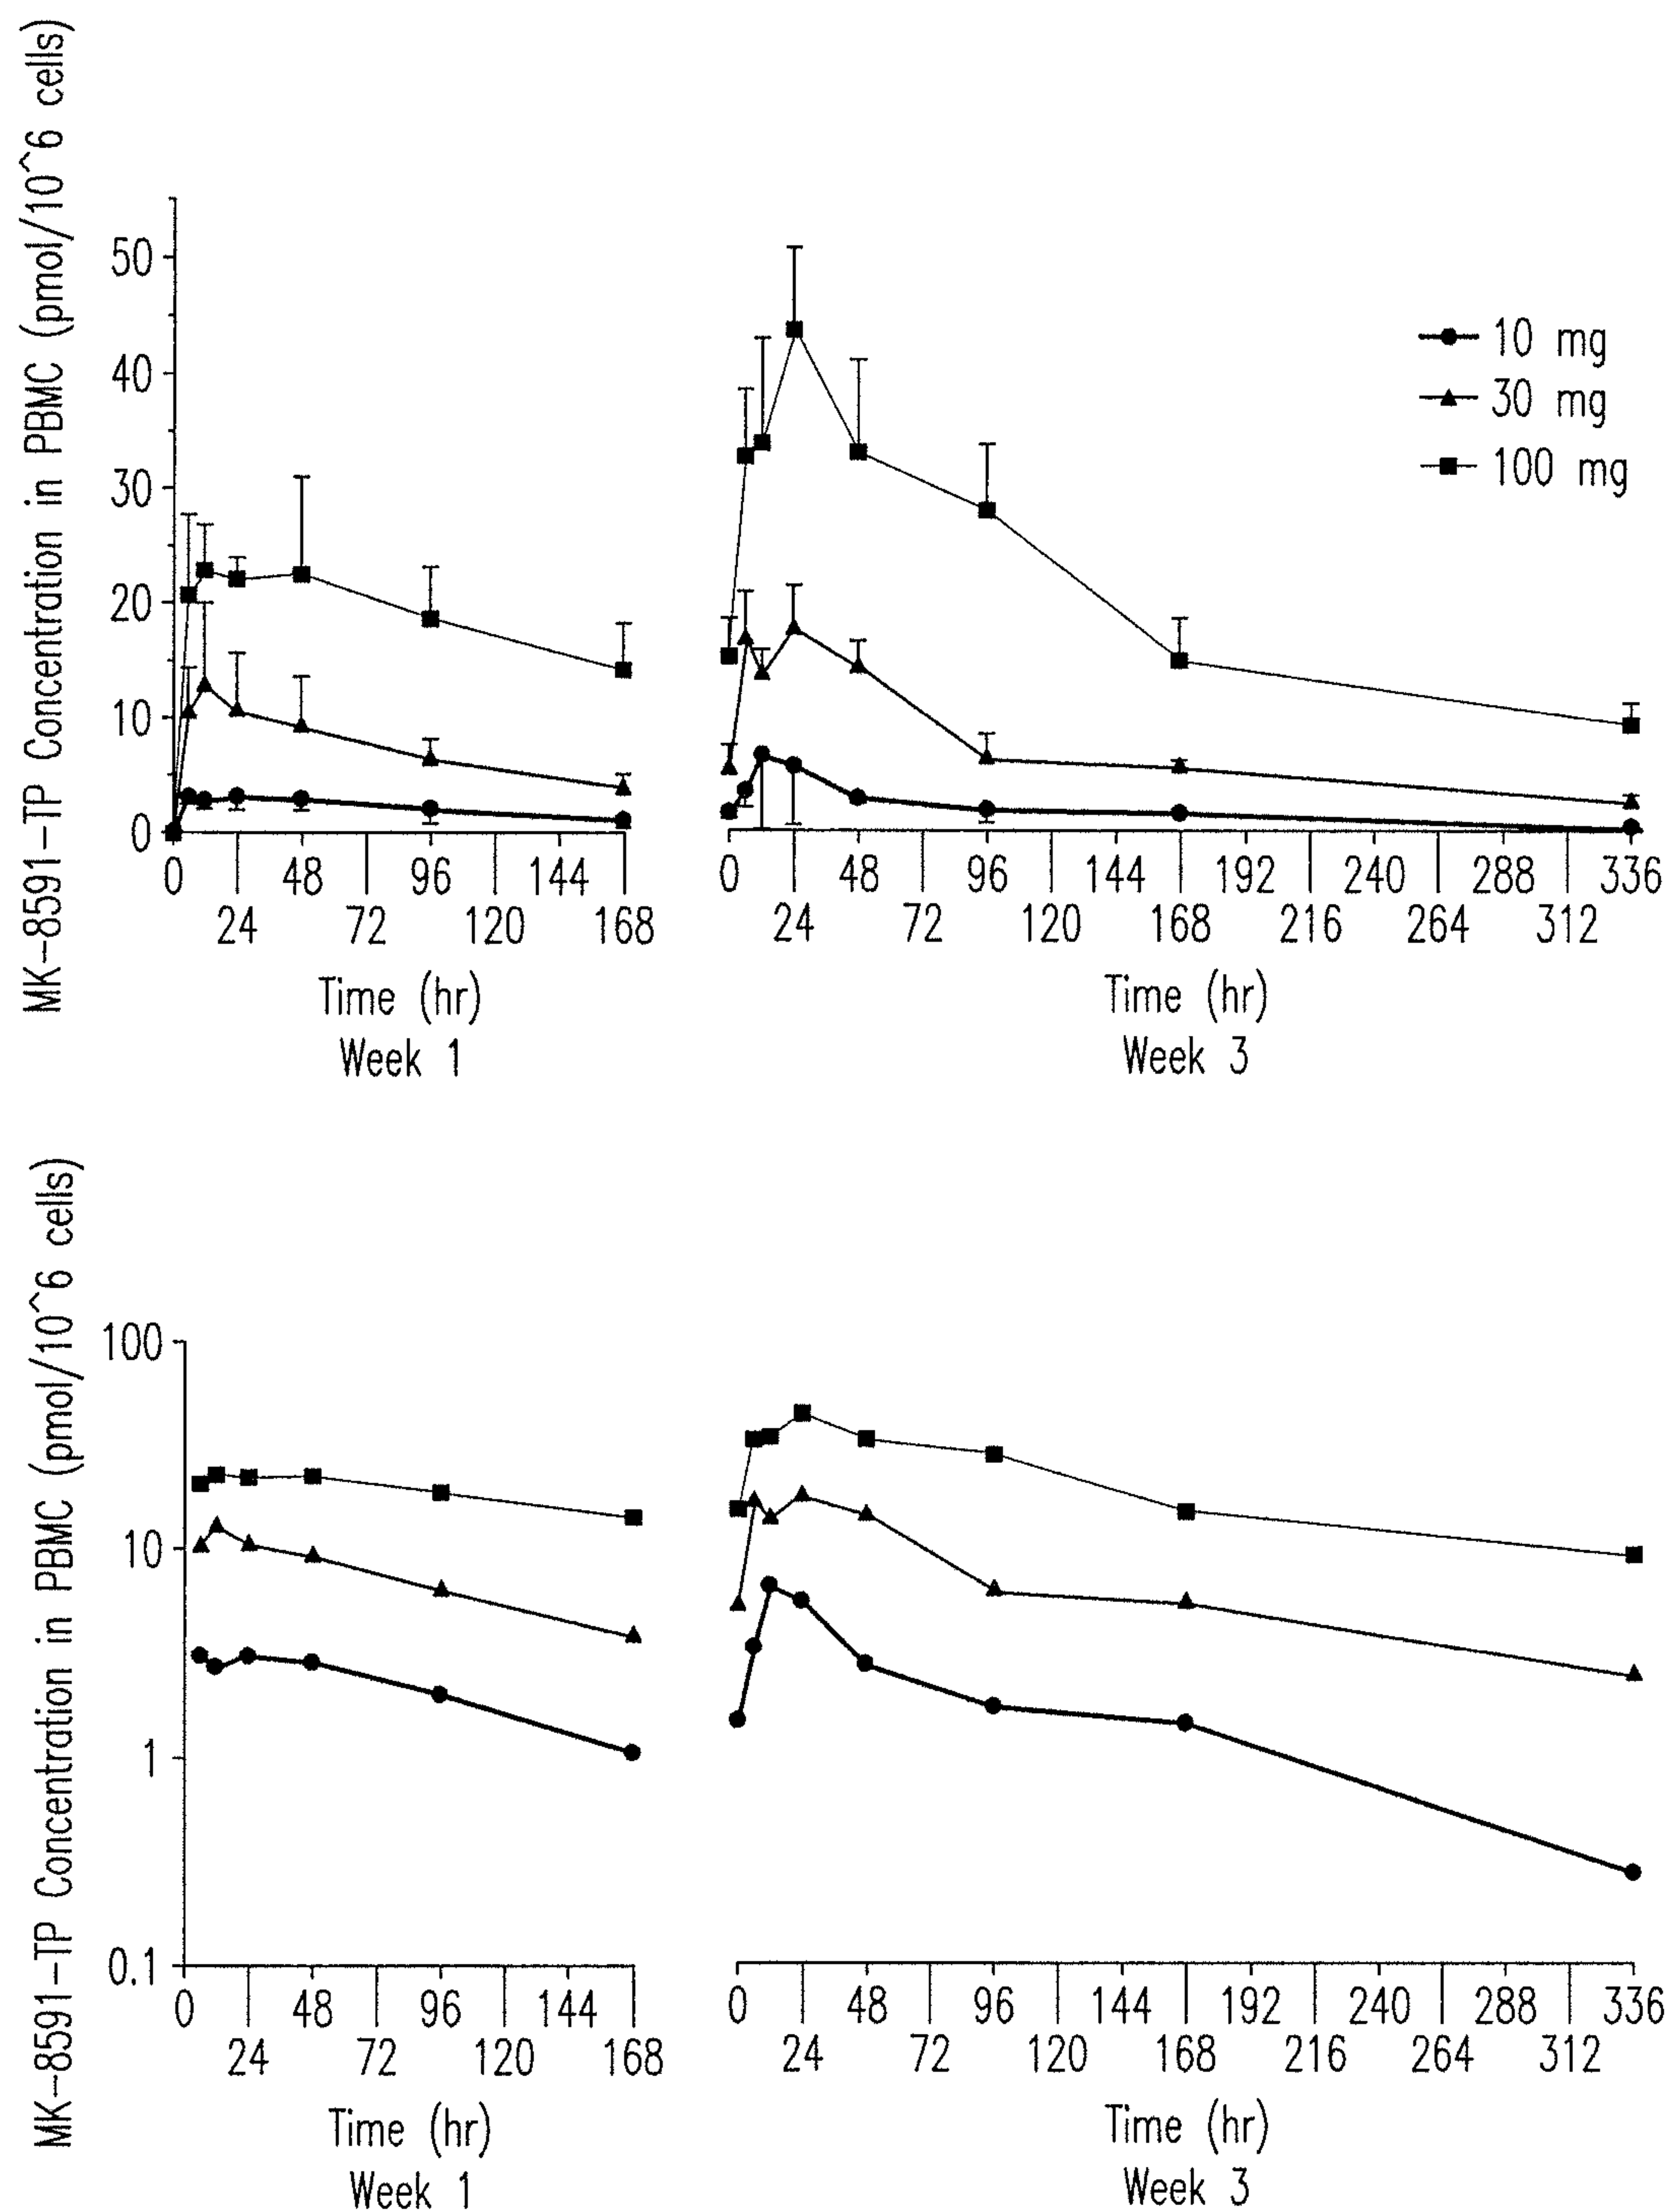 MK-8591-TP Concentration in PBMC (pmol/10^6 cells)
50
40
30
20
10
0
10 mg
30 mg
100 mg
0 48 96 144
24 72 120 168
Time (hr)
Week 1
0 48 96 144 192 240 288 336
24 72 120 168 216 264 312
Time (hr)
Week 3
MK-8591-TP Concentration in PBMC (pmol/10^6 cells)
100
10
1
0.1
0 48 96 144
24 72 120 168
Time (hr)
Week 1
0 48 96 144 192 240 288 336
24 72 120 168 216 264 312
Time (hr)
Week 3